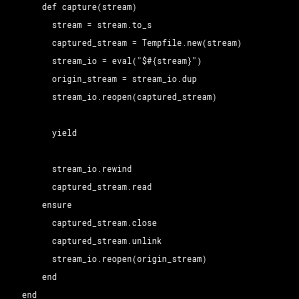 def capture(stream)
stream = stream.to_s
captured_stream = Tempfile.new(stream)
stream_io = eval("$#{stream}")
origin_stream = stream_io.dup
stream_io.reopen(captured_stream)
yield
stream_io.rewind
captured_stream.read
ensure
captured_stream.close
captured_stream.unlink
stream_io.reopen(origin_stream)
end
end